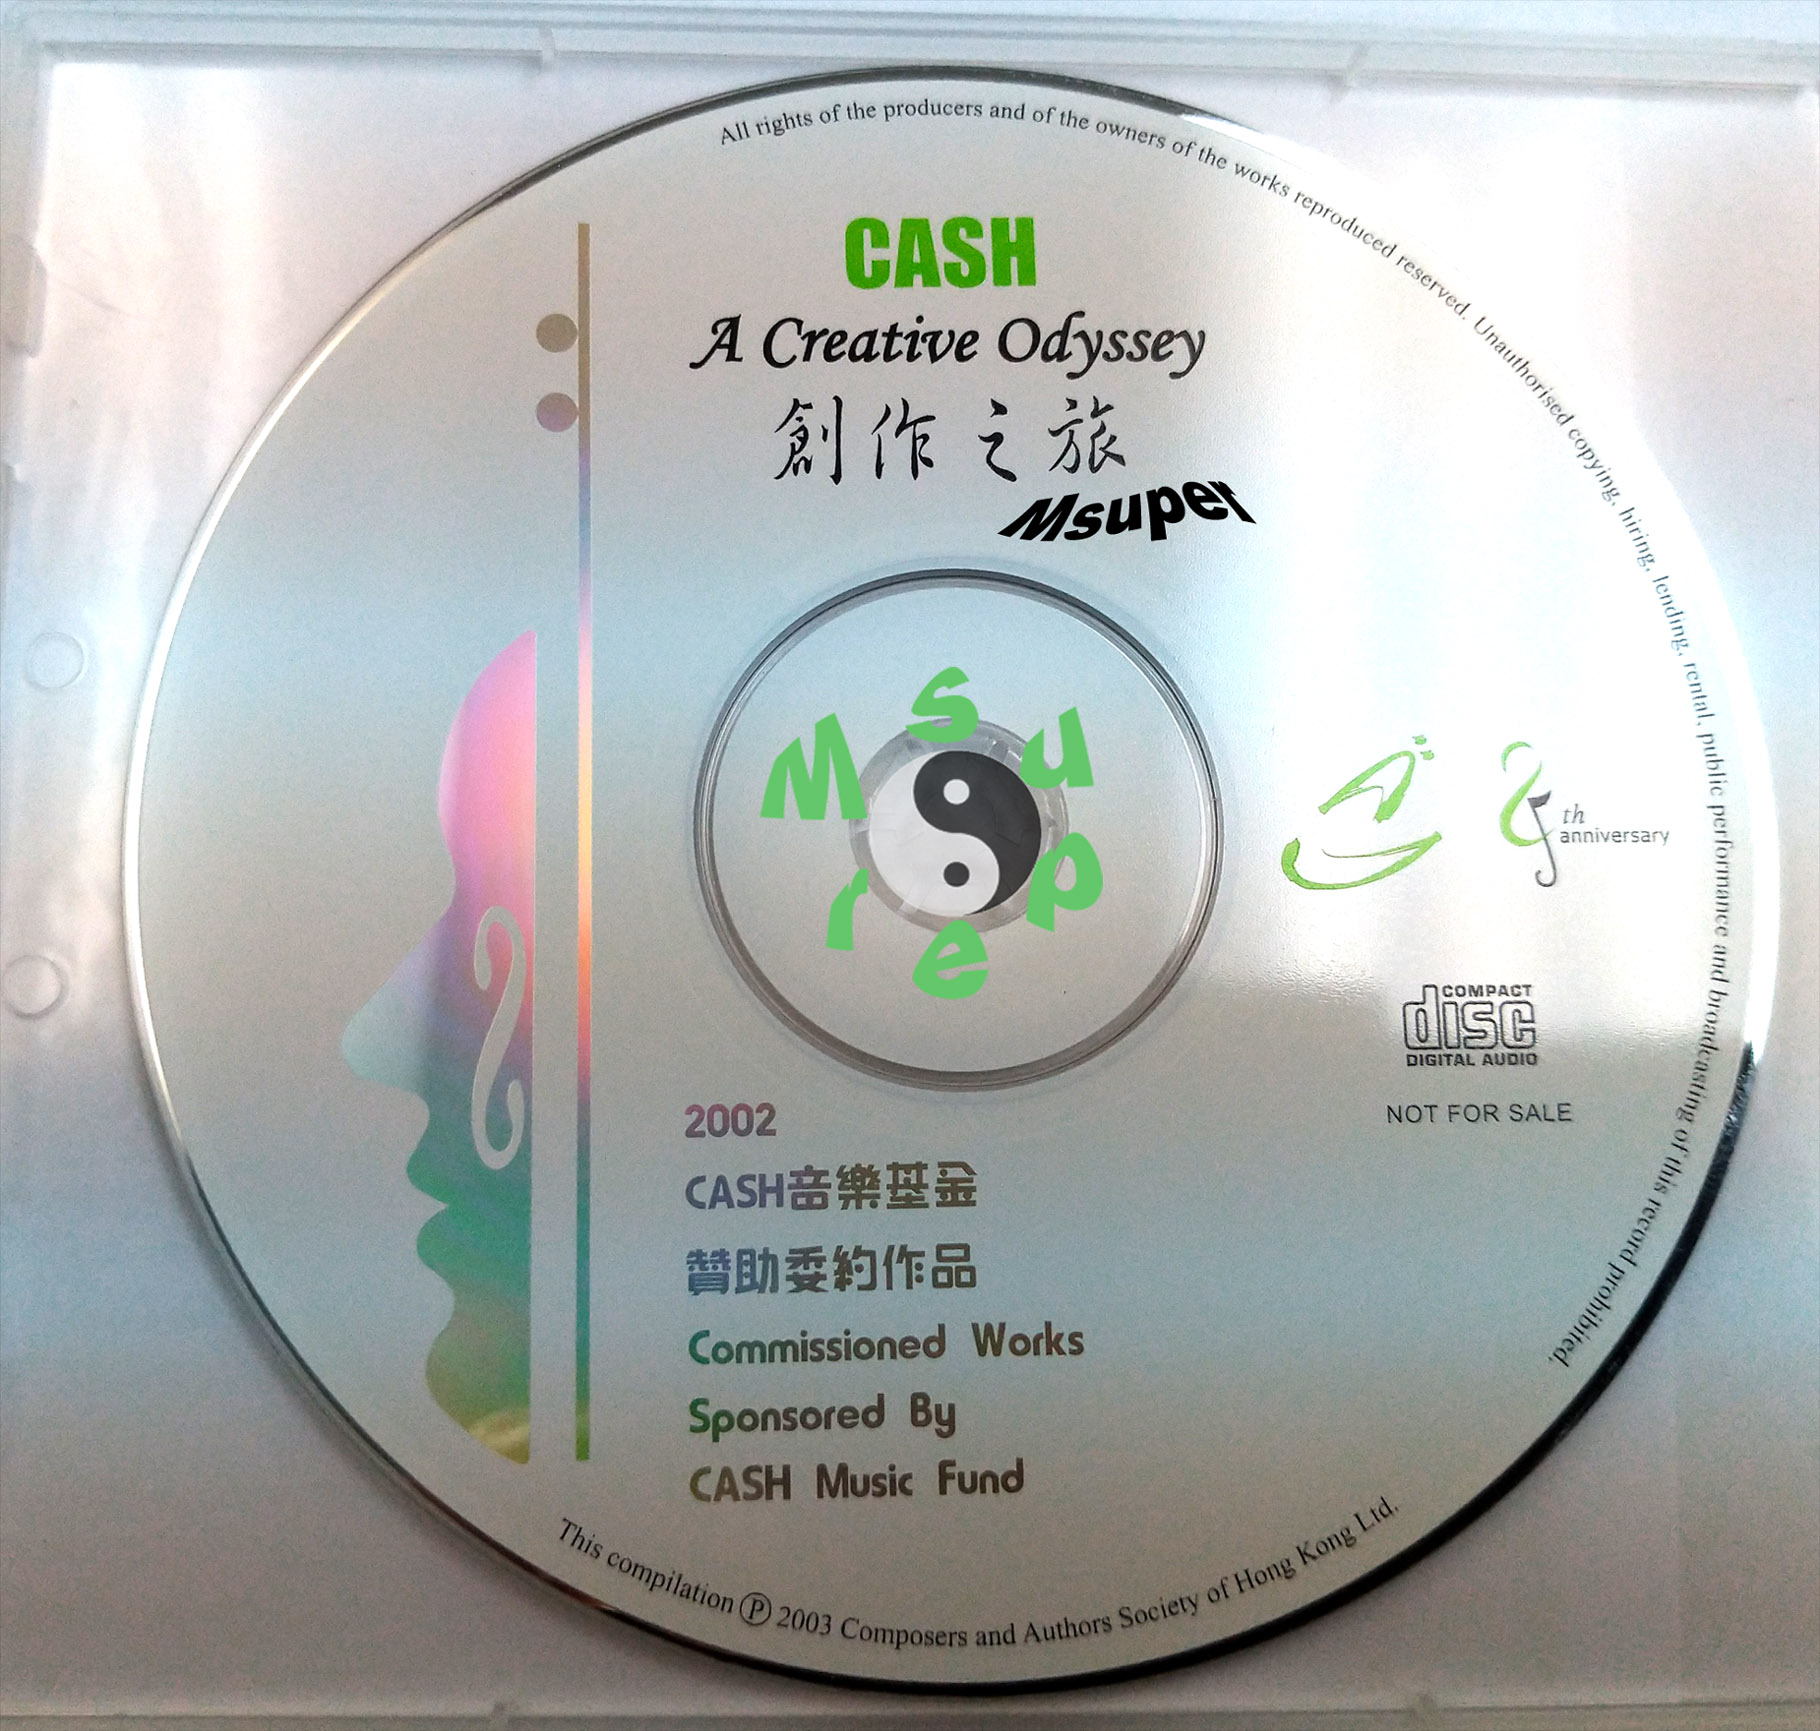 All rights of the producers and of the owners of the works reproduced reserved. Unauthorised copying, hiring, lending, rental, public performance and broadcasting of this record prohibited.
CASH
A Creative Odyssey
創作之旅
Msuper
Msuper
th
anniversary
COMPACT
disc
DIGITAL AUDIO
NOT FOR SALE
2002
CASH音樂基金
贊助委約作品
Commissioned Works
Sponsored By
CASH Music Fund
This compilation Ⓟ 2003 Composers and Authors Society of Hong Kong Ltd.